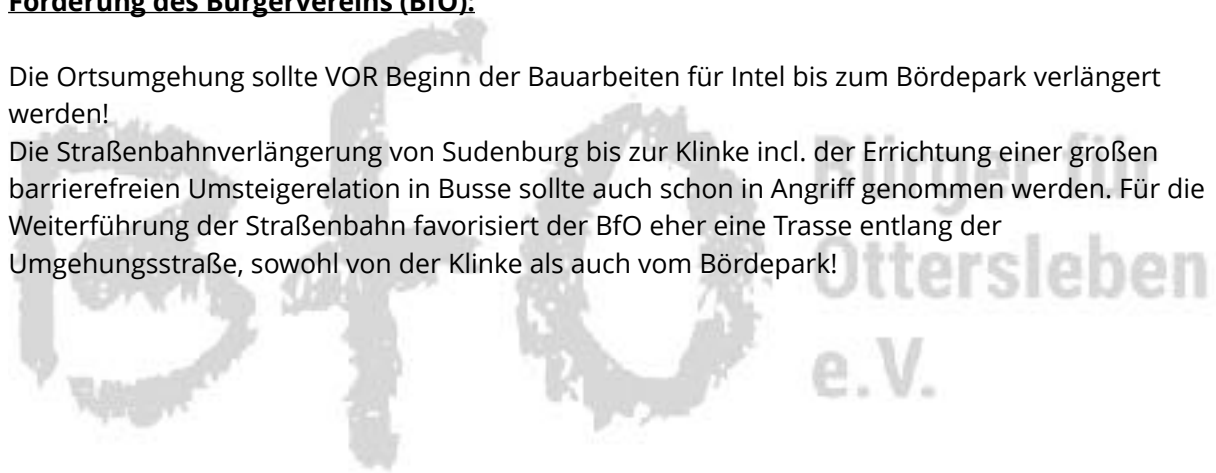 Forderung des Bürgervereins (BfO):
Die Ortsumgehung sollte VOR Beginn der Bauarbeiten für Intel bis zum Bördepark verlängert
werden!
Die Straßenbahnverlängerung von Sudenburg bis zur Klinke incl. der Errichtung einer großen
barrierefreien Umsteigerelation in Busse sollte auch schon in Angriff genommen werden. Für die
Weiterführung der Straßenbahn favorisiert der BfO eher eine Trasse entlang der
Umgehungsstraße, sowohl von der Klinke als auch vom Bördepark!
BfO
Bürger für
Ottersleben
e.V.